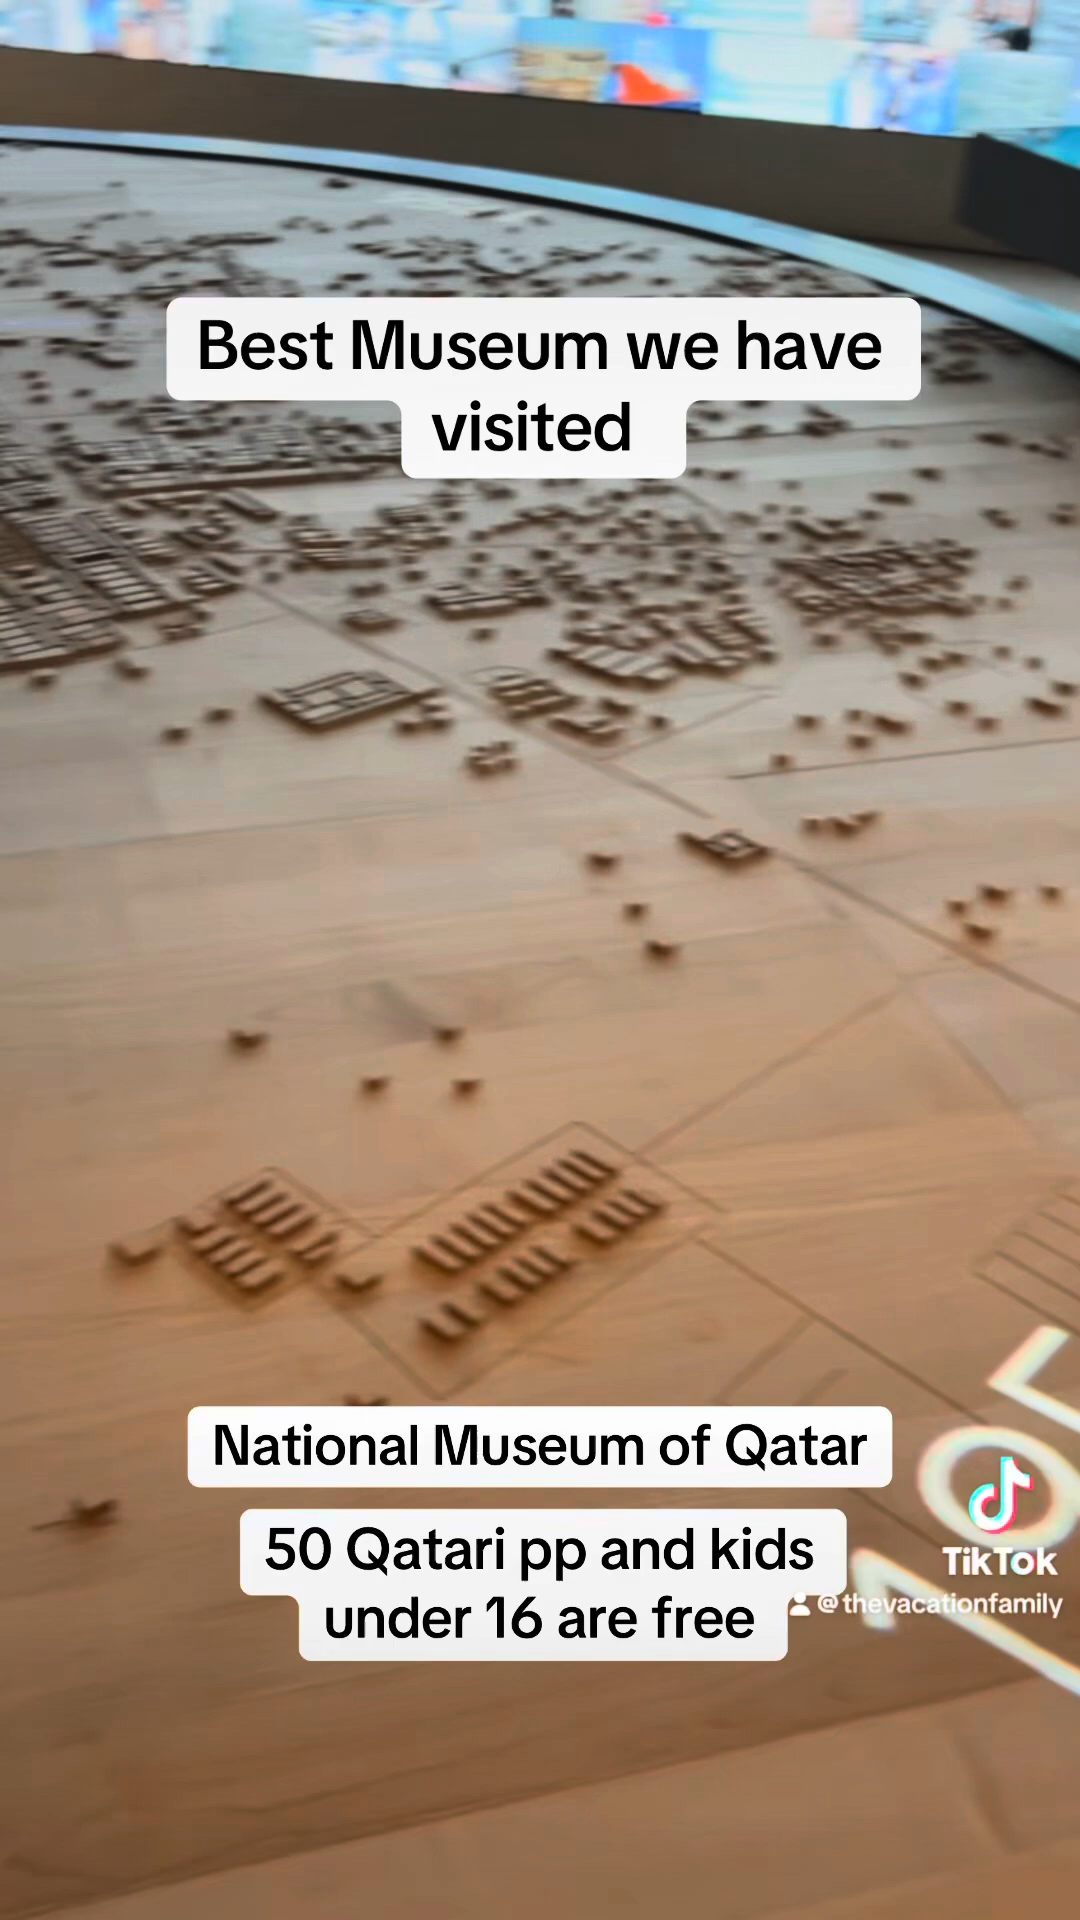 Best Museum we have
visited
National Museum of Qatar
50 Qatari pp and kids
under 16 are free
TikTok
@thevacationfamily